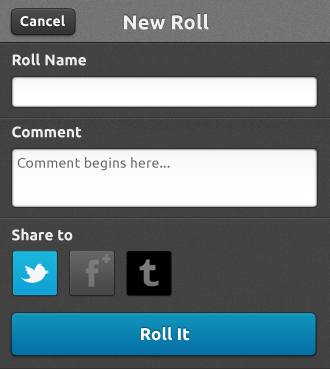 Cancel
New Roll
Roll Name
Comment
Comment begins here...
Share to
f+
t
Roll It